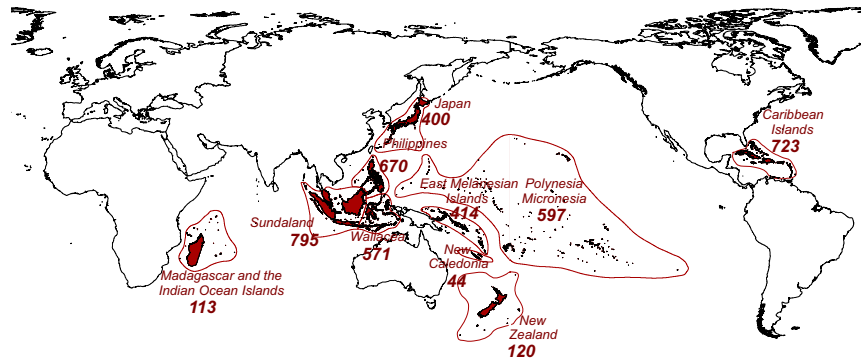 Japan
400
Philippines
670
Caribbean
Islands
723
East Melanesian
Islands
414
Polynesia
Micronesia
597
Sundaland
795
Wallacea
571
New
Caledonia
44
Madagascar and the
Indian Ocean Islands
113
New
Zealand
120